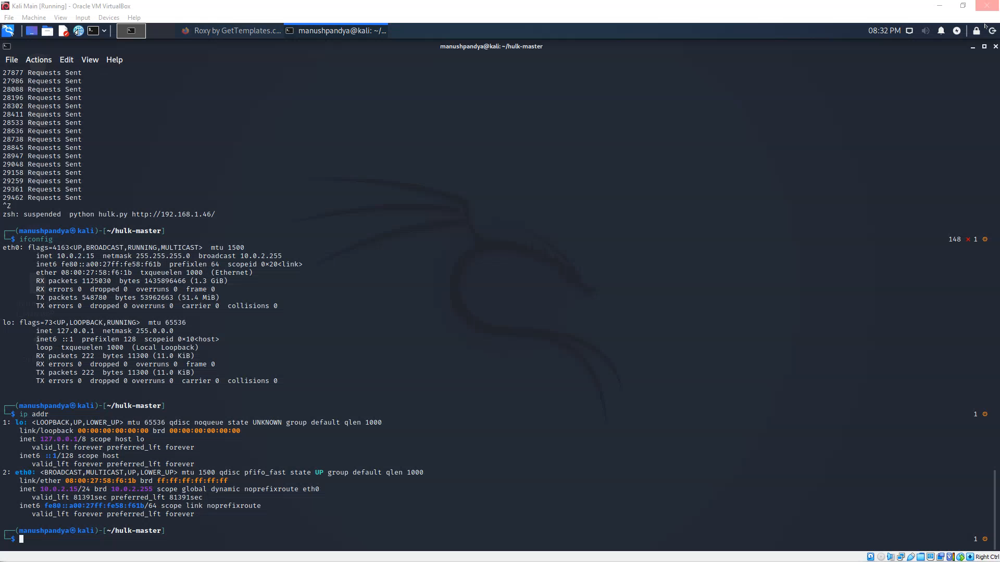 Kali Main [Running] - Oracle VM VirtualBox
File Machine View Input Devices Help
Roxy by GetTemplates.c... manushpandya@kali: ~/... 08:32 PM
manushpandya@kali: ~/hulk-master
File Actions Edit View Help
27877 Requests Sent
27986 Requests Sent
28088 Requests Sent
28196 Requests Sent
28302 Requests Sent
28411 Requests Sent
28533 Requests Sent
28636 Requests Sent
28738 Requests Sent
28845 Requests Sent
28947 Requests Sent
29048 Requests Sent
29158 Requests Sent
29259 Requests Sent
29361 Requests Sent
29462 Requests Sent
^Z
zsh: suspended  python hulk.py http://192.168.1.46/
┌──(manushpandya㉿kali)-[~/hulk-master]
└─$ ifconfig 148 ✗ 1 ⚙
eth0: flags=4163<UP,BROADCAST,RUNNING,MULTICAST>  mtu 1500
inet 10.0.2.15  netmask 255.255.255.0  broadcast 10.0.2.255
inet6 fe80::a00:27ff:fe58:f61b  prefixlen 64  scopeid 0×20<link>
ether 08:00:27:58:f6:1b  txqueuelen 1000  (Ethernet)
RX packets 1125030  bytes 1435896466 (1.3 GiB)
RX errors 0  dropped 0  overruns 0  frame 0
TX packets 548780  bytes 53962663 (51.4 MiB)
TX errors 0  dropped 0 overruns 0  carrier 0  collisions 0
lo: flags=73<UP,LOOPBACK,RUNNING>  mtu 65536
inet 127.0.0.1  netmask 255.0.0.0
inet6 ::1  prefixlen 128  scopeid 0×10<host>
loop  txqueuelen 1000  (Local Loopback)
RX packets 222  bytes 11300 (11.0 KiB)
RX errors 0  dropped 0  overruns 0  frame 0
TX packets 222  bytes 11300 (11.0 KiB)
TX errors 0  dropped 0 overruns 0  carrier 0  collisions 0
┌──(manushpandya㉿kali)-[~/hulk-master]
└─$ ip addr 1 ⚙
1: lo: <LOOPBACK,UP,LOWER_UP> mtu 65536 qdisc noqueue state UNKNOWN group default qlen 1000
link/loopback 00:00:00:00:00:00 brd 00:00:00:00:00:00
inet 127.0.0.1/8 scope host lo
valid_lft forever preferred_lft forever
inet6 ::1/128 scope host
valid_lft forever preferred_lft forever
2: eth0: <BROADCAST,MULTICAST,UP,LOWER_UP> mtu 1500 qdisc pfifo_fast state UP group default qlen 1000
link/ether 08:00:27:58:f6:1b brd ff:ff:ff:ff:ff:ff
inet 10.0.2.15/24 brd 10.0.2.255 scope global dynamic noprefixroute eth0
valid_lft 81391sec preferred_lft 81391sec
inet6 fe80::a00:27ff:fe58:f61b/64 scope link noprefixroute
valid_lft forever preferred_lft forever
┌──(manushpandya㉿kali)-[~/hulk-master]
└─$ 1 ⚙
Right Ctrl